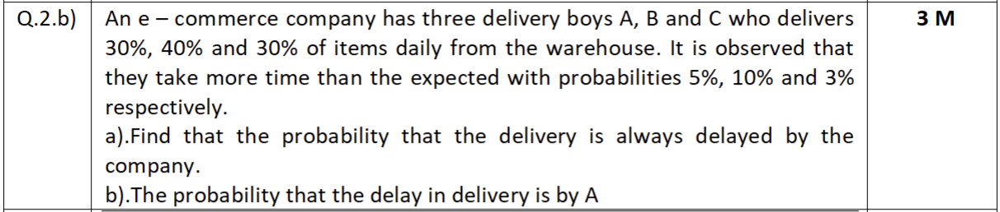 Q.2.b) An e – commerce company has three delivery boys A, B and C who delivers 3 M
30%, 40% and 30% of items daily from the warehouse. It is observed that
they take more time than the expected with probabilities 5%, 10% and 3%
respectively.
a).Find that the probability that the delivery is always delayed by the
company.
b).The probability that the delay in delivery is by A